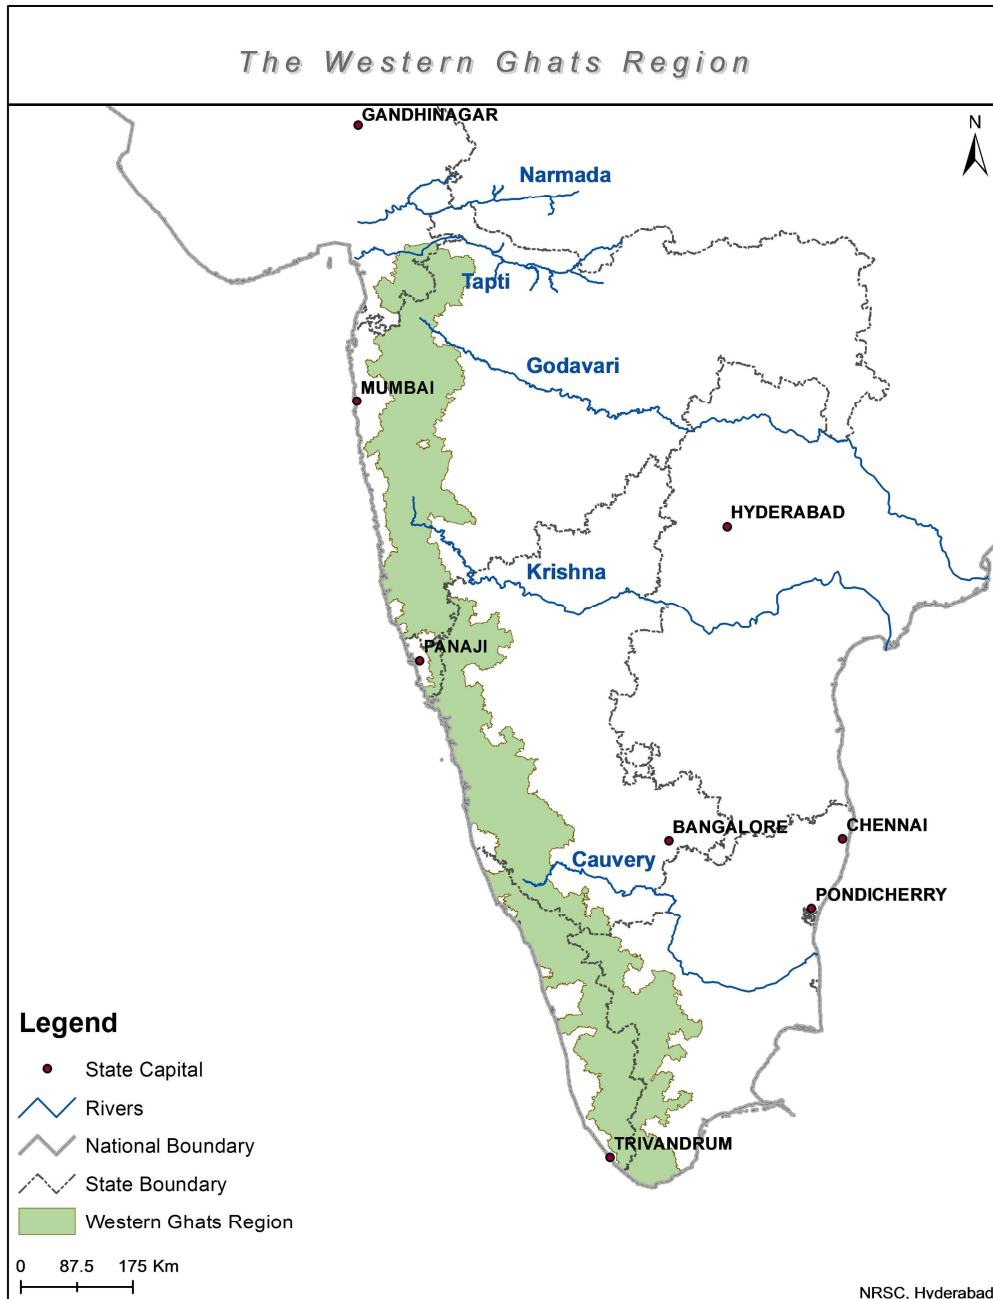 The Western Ghats Region
GANDHINAGAR
N
Narmada
Tapti
Godavari
MUMBAI
HYDERABAD
Krishna
PANAJI
BANGALORE
CHENNAI
Cauvery
PONDICHERRY
Legend
State Capital
Rivers
National Boundary
TRIVANDRUM
State Boundary
Western Ghats Region
0 87.5 175 Km
NRSC, Hyderabad